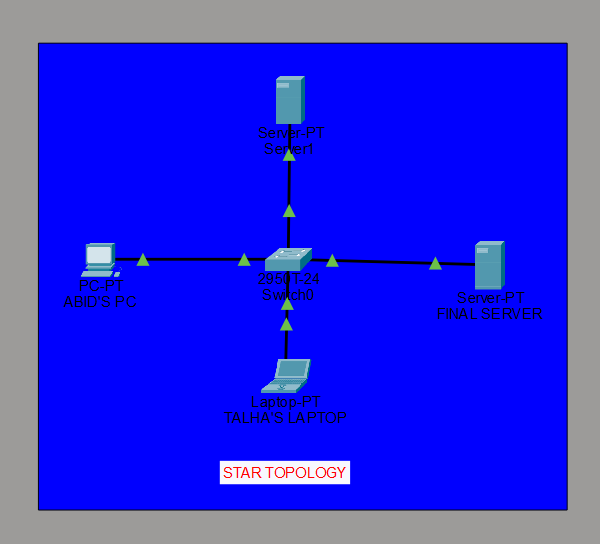 Server-PT
Server1
PC-PT
ABID'S PC
2950T-24
Switch0
Server-PT
FINAL SERVER
Laptop-PT
TALHA'S LAPTOP
STAR TOPOLOGY